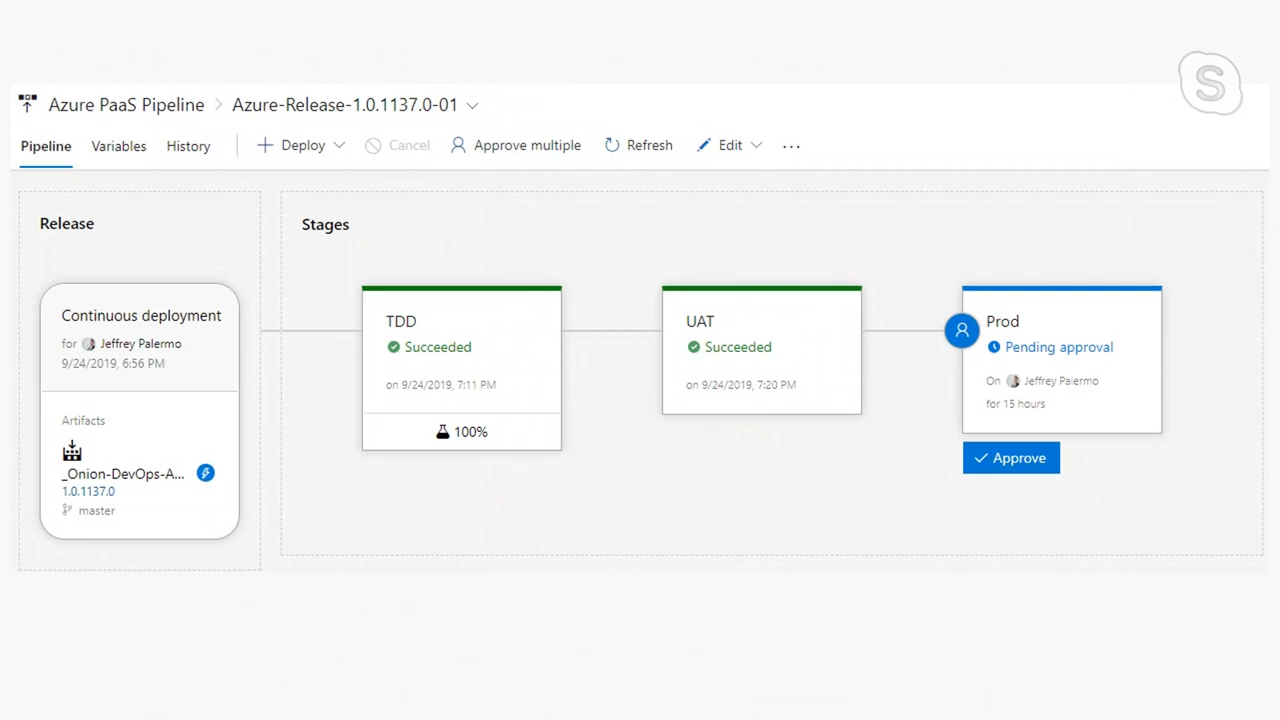 Azure PaaS Pipeline > Azure-Release-1.0.1137.0-01
Pipeline Variables History Deploy Cancel Approve multiple Refresh Edit ...
Release
Continuous deployment
for Jeffrey Palermo
9/24/2019, 6:56 PM
Artifacts
_Onion-DevOps-A...
1.0.1137.0
master
Stages
TDD
Succeeded
on 9/24/2019, 7:11 PM
100%
UAT
Succeeded
on 9/24/2019, 7:20 PM
Prod
Pending approval
On Jeffrey Palermo
for 15 hours
Approve
S